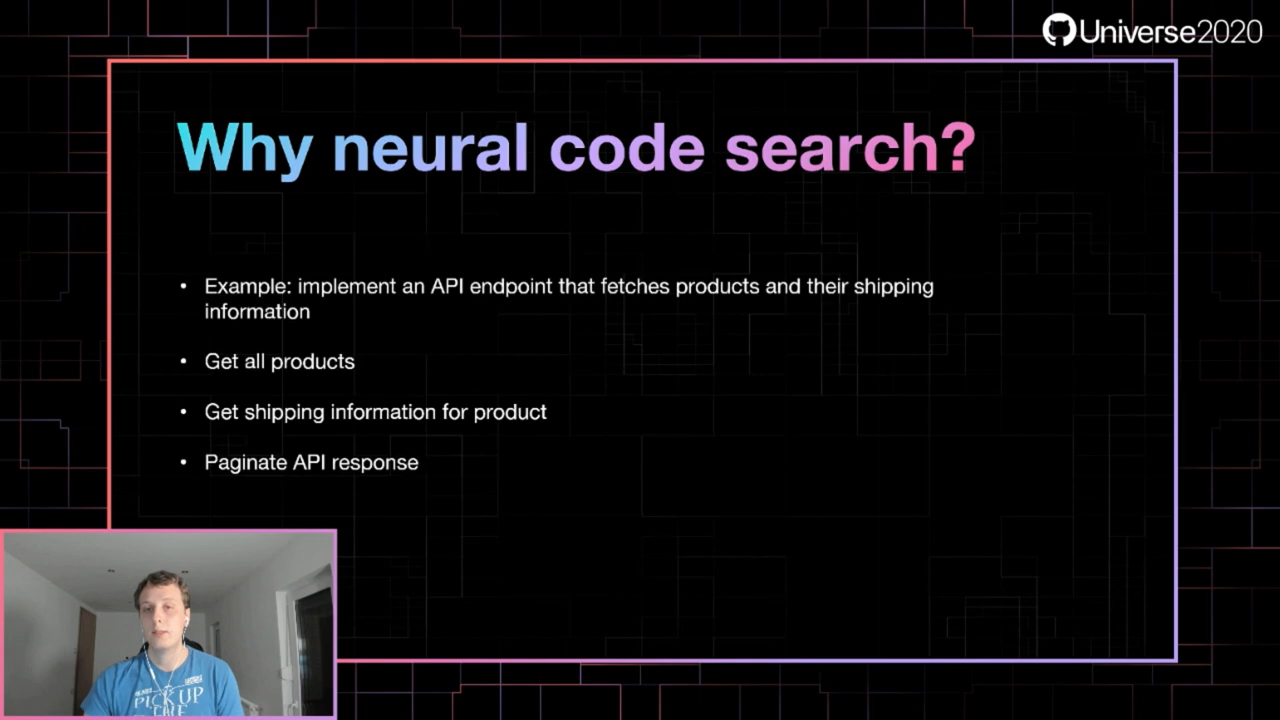 Universe2020
Why neural code search?
• Example: implement an API endpoint that fetches products and their shipping
information
• Get all products
• Get shipping information for product
• Paginate API response
PICK UP
THE